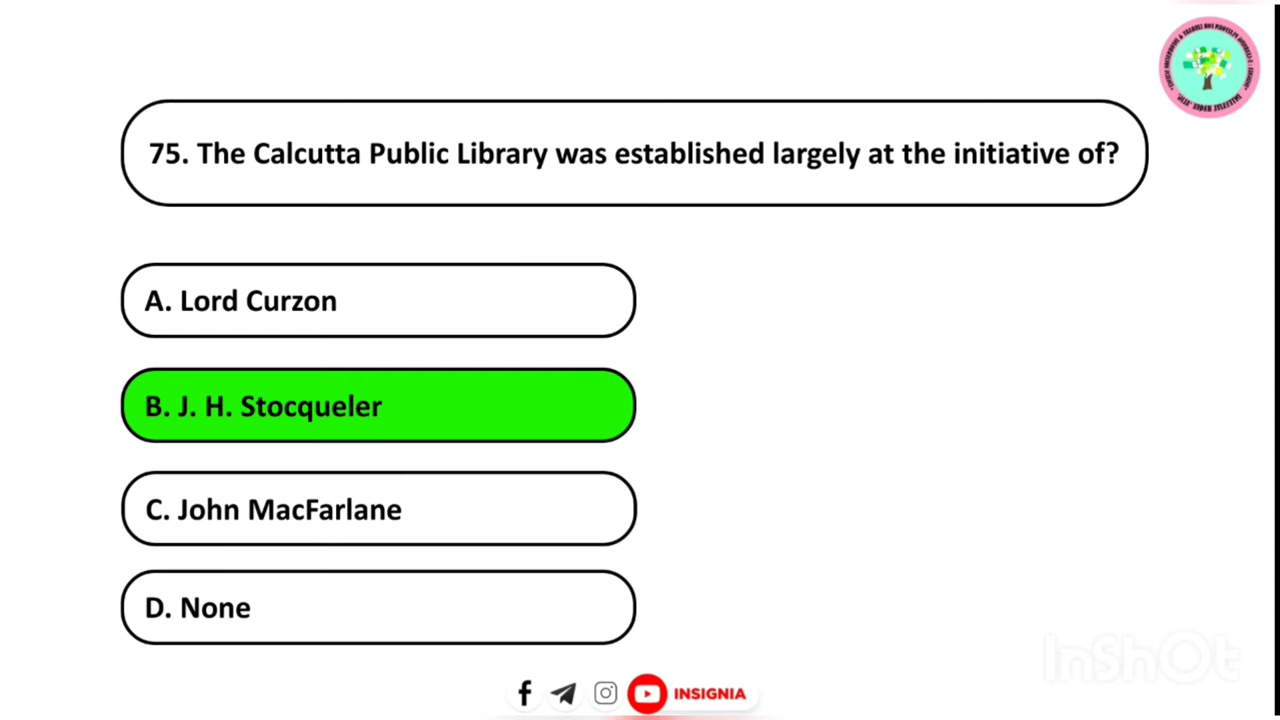 75. The Calcutta Public Library was established largely at the initiative of?
A. Lord Curzon
B. J. H. Stocqueler
C. John MacFarlane
D. None
InShOt
INSIGNIA